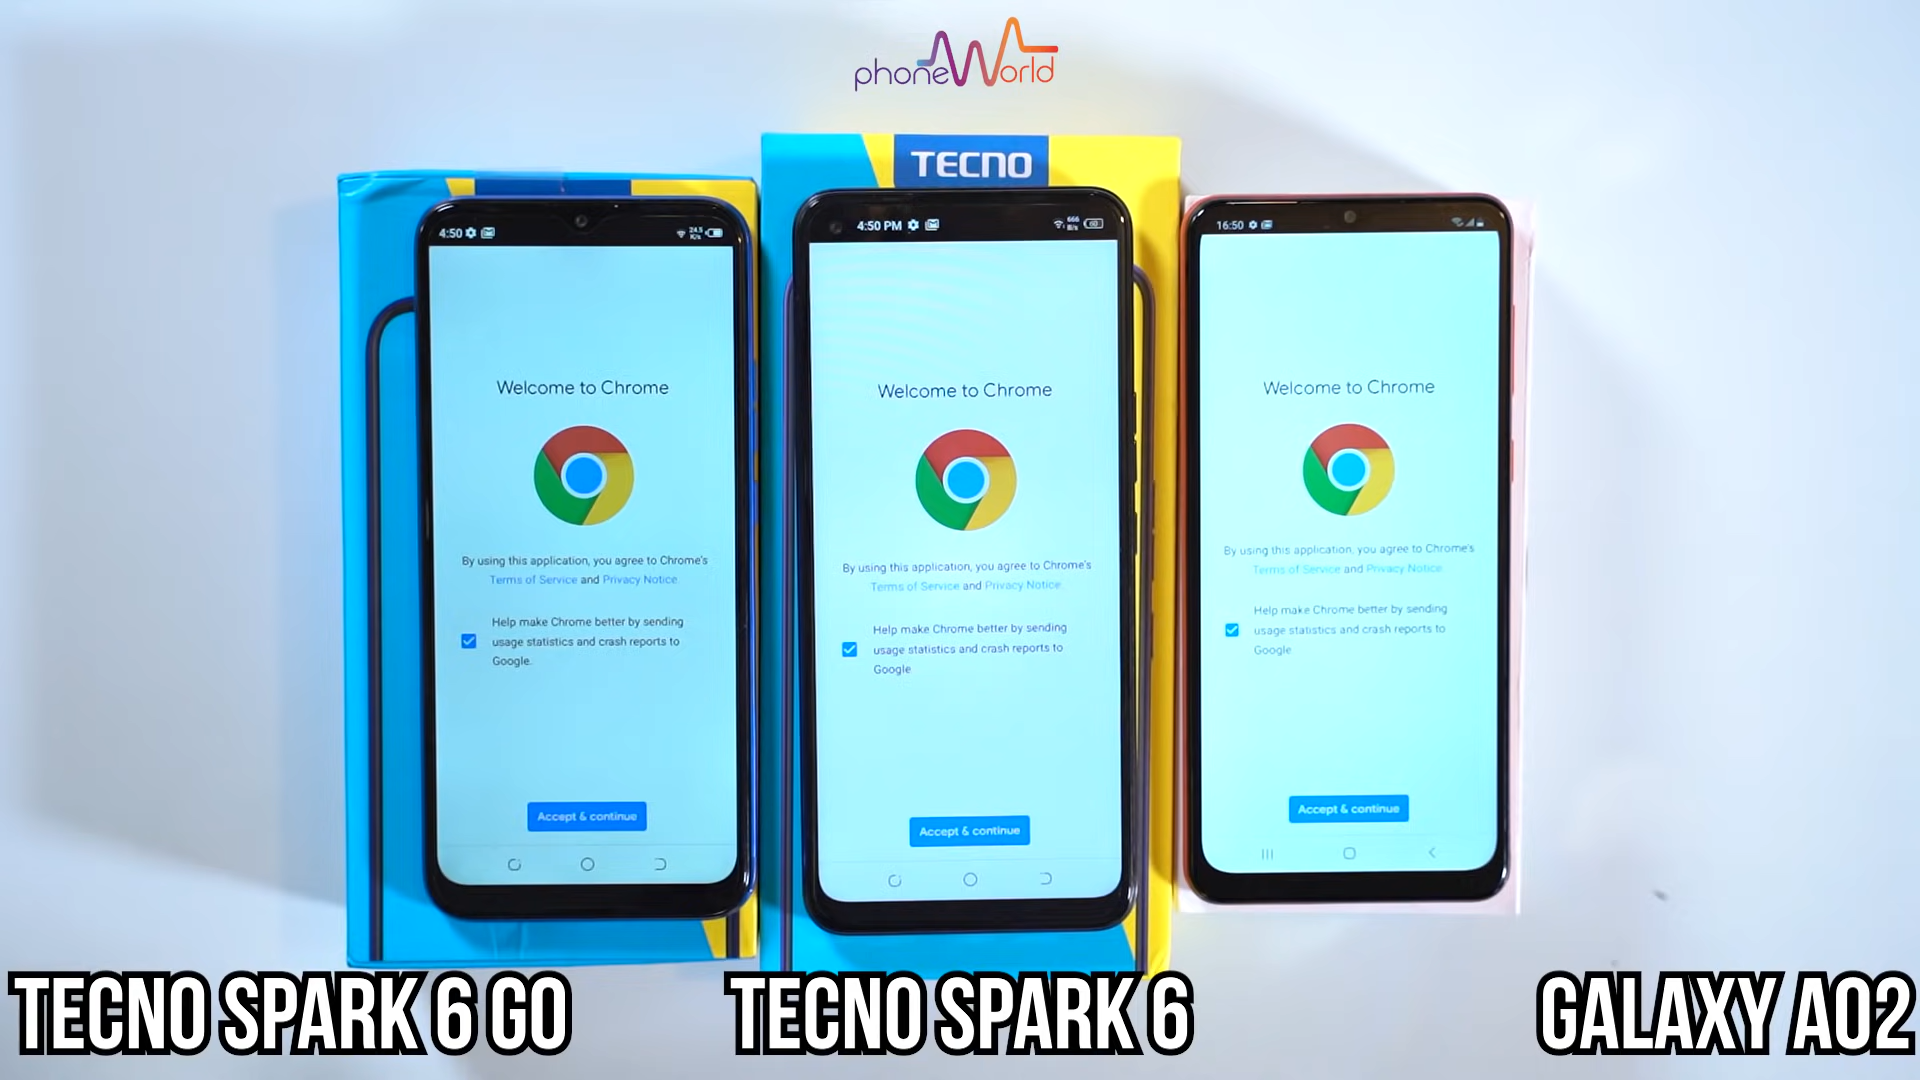 phoneWorld
TECNO
4:50
24.5
K/s
Welcome to Chrome
By using this application, you agree to Chrome's
Terms of Service and Privacy Notice.
Help make Chrome better by sending
usage statistics and crash reports to
Google.
Accept & continue
4:50 PM
666
B/s
60
Welcome to Chrome
By using this application, you agree to Chrome's
Terms of Service and Privacy Notice.
Help make Chrome better by sending
usage statistics and crash reports to
Google
Accept & continue
16:50
Welcome to Chrome
By using this application, you agree to Chrome's
Terms of Service and Privacy Notice.
Help make Chrome better by sending
usage statistics and crash reports to
Google
Accept & continue
TECNO SPARK 6 GO
TECNO SPARK 6
GALAXY A02